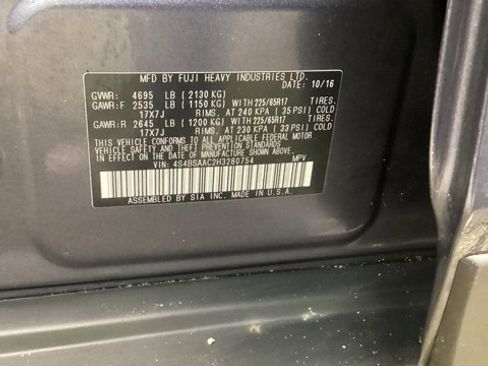 MFD BY FUJI HEAVY INDUSTRIES LTD.
DATE: 10/16
GVWR: 4695 LB ( 2130 KG)
GAWR:F 2535 LB ( 1150 KG) WITH 225/65R17 TIRES.
17X7J RIMS. AT 240 KPA ( 35 PSI) COLD
GAWR:R 2645 LB ( 1200 KG) WITH 225/65R17 TIRES.
17X7J RIMS. AT 230 KPA ( 33 PSI) COLD
THIS VEHICLE CONFORMS TO ALL APPLICABLE FEDERAL MOTOR
VEHICLE SAFETY AND THEFT PREVENTION STANDARDS
IN EFFECT ON THE DATE OF MANUFACTURE SHOWN ABOVE.
VIN: 4S4BSAAC2H3280754 MPV
ASSEMBLED BY SIA INC. MADE IN U.S.A.